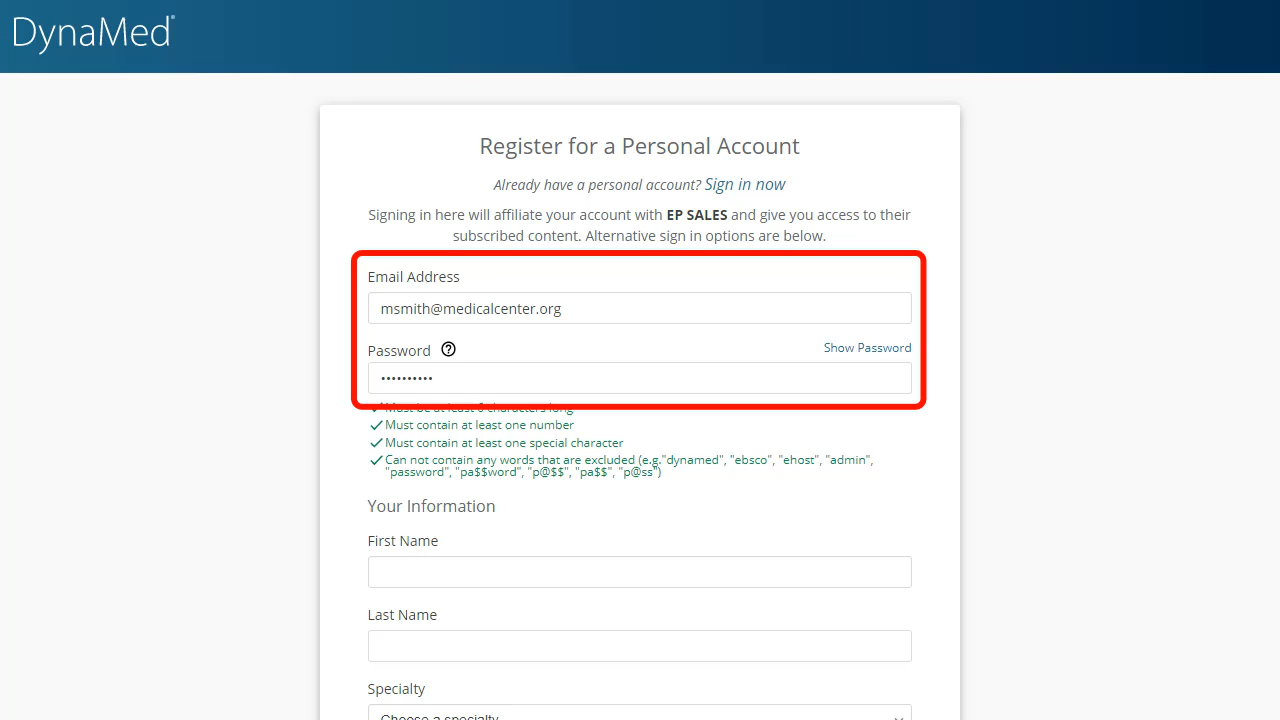 DynaMed®
Register for a Personal Account
Already have a personal account? Sign in now
Signing in here will affiliate your account with EP SALES and give you access to their
subscribed content. Alternative sign in options are below.
Email Address
msmith@medicalcenter.org
Password ? Show Password
••••••••••
Must be at least 6 characters long
Must contain at least one number
Must contain at least one special character
Can not contain any words that are excluded (e.g."dynamed", "ebsco", "ehost", "admin",
"password", "pa$$word", "p@$$", "pa$$", "p@ss")
Your Information
First Name
Last Name
Specialty
Choose a specialty